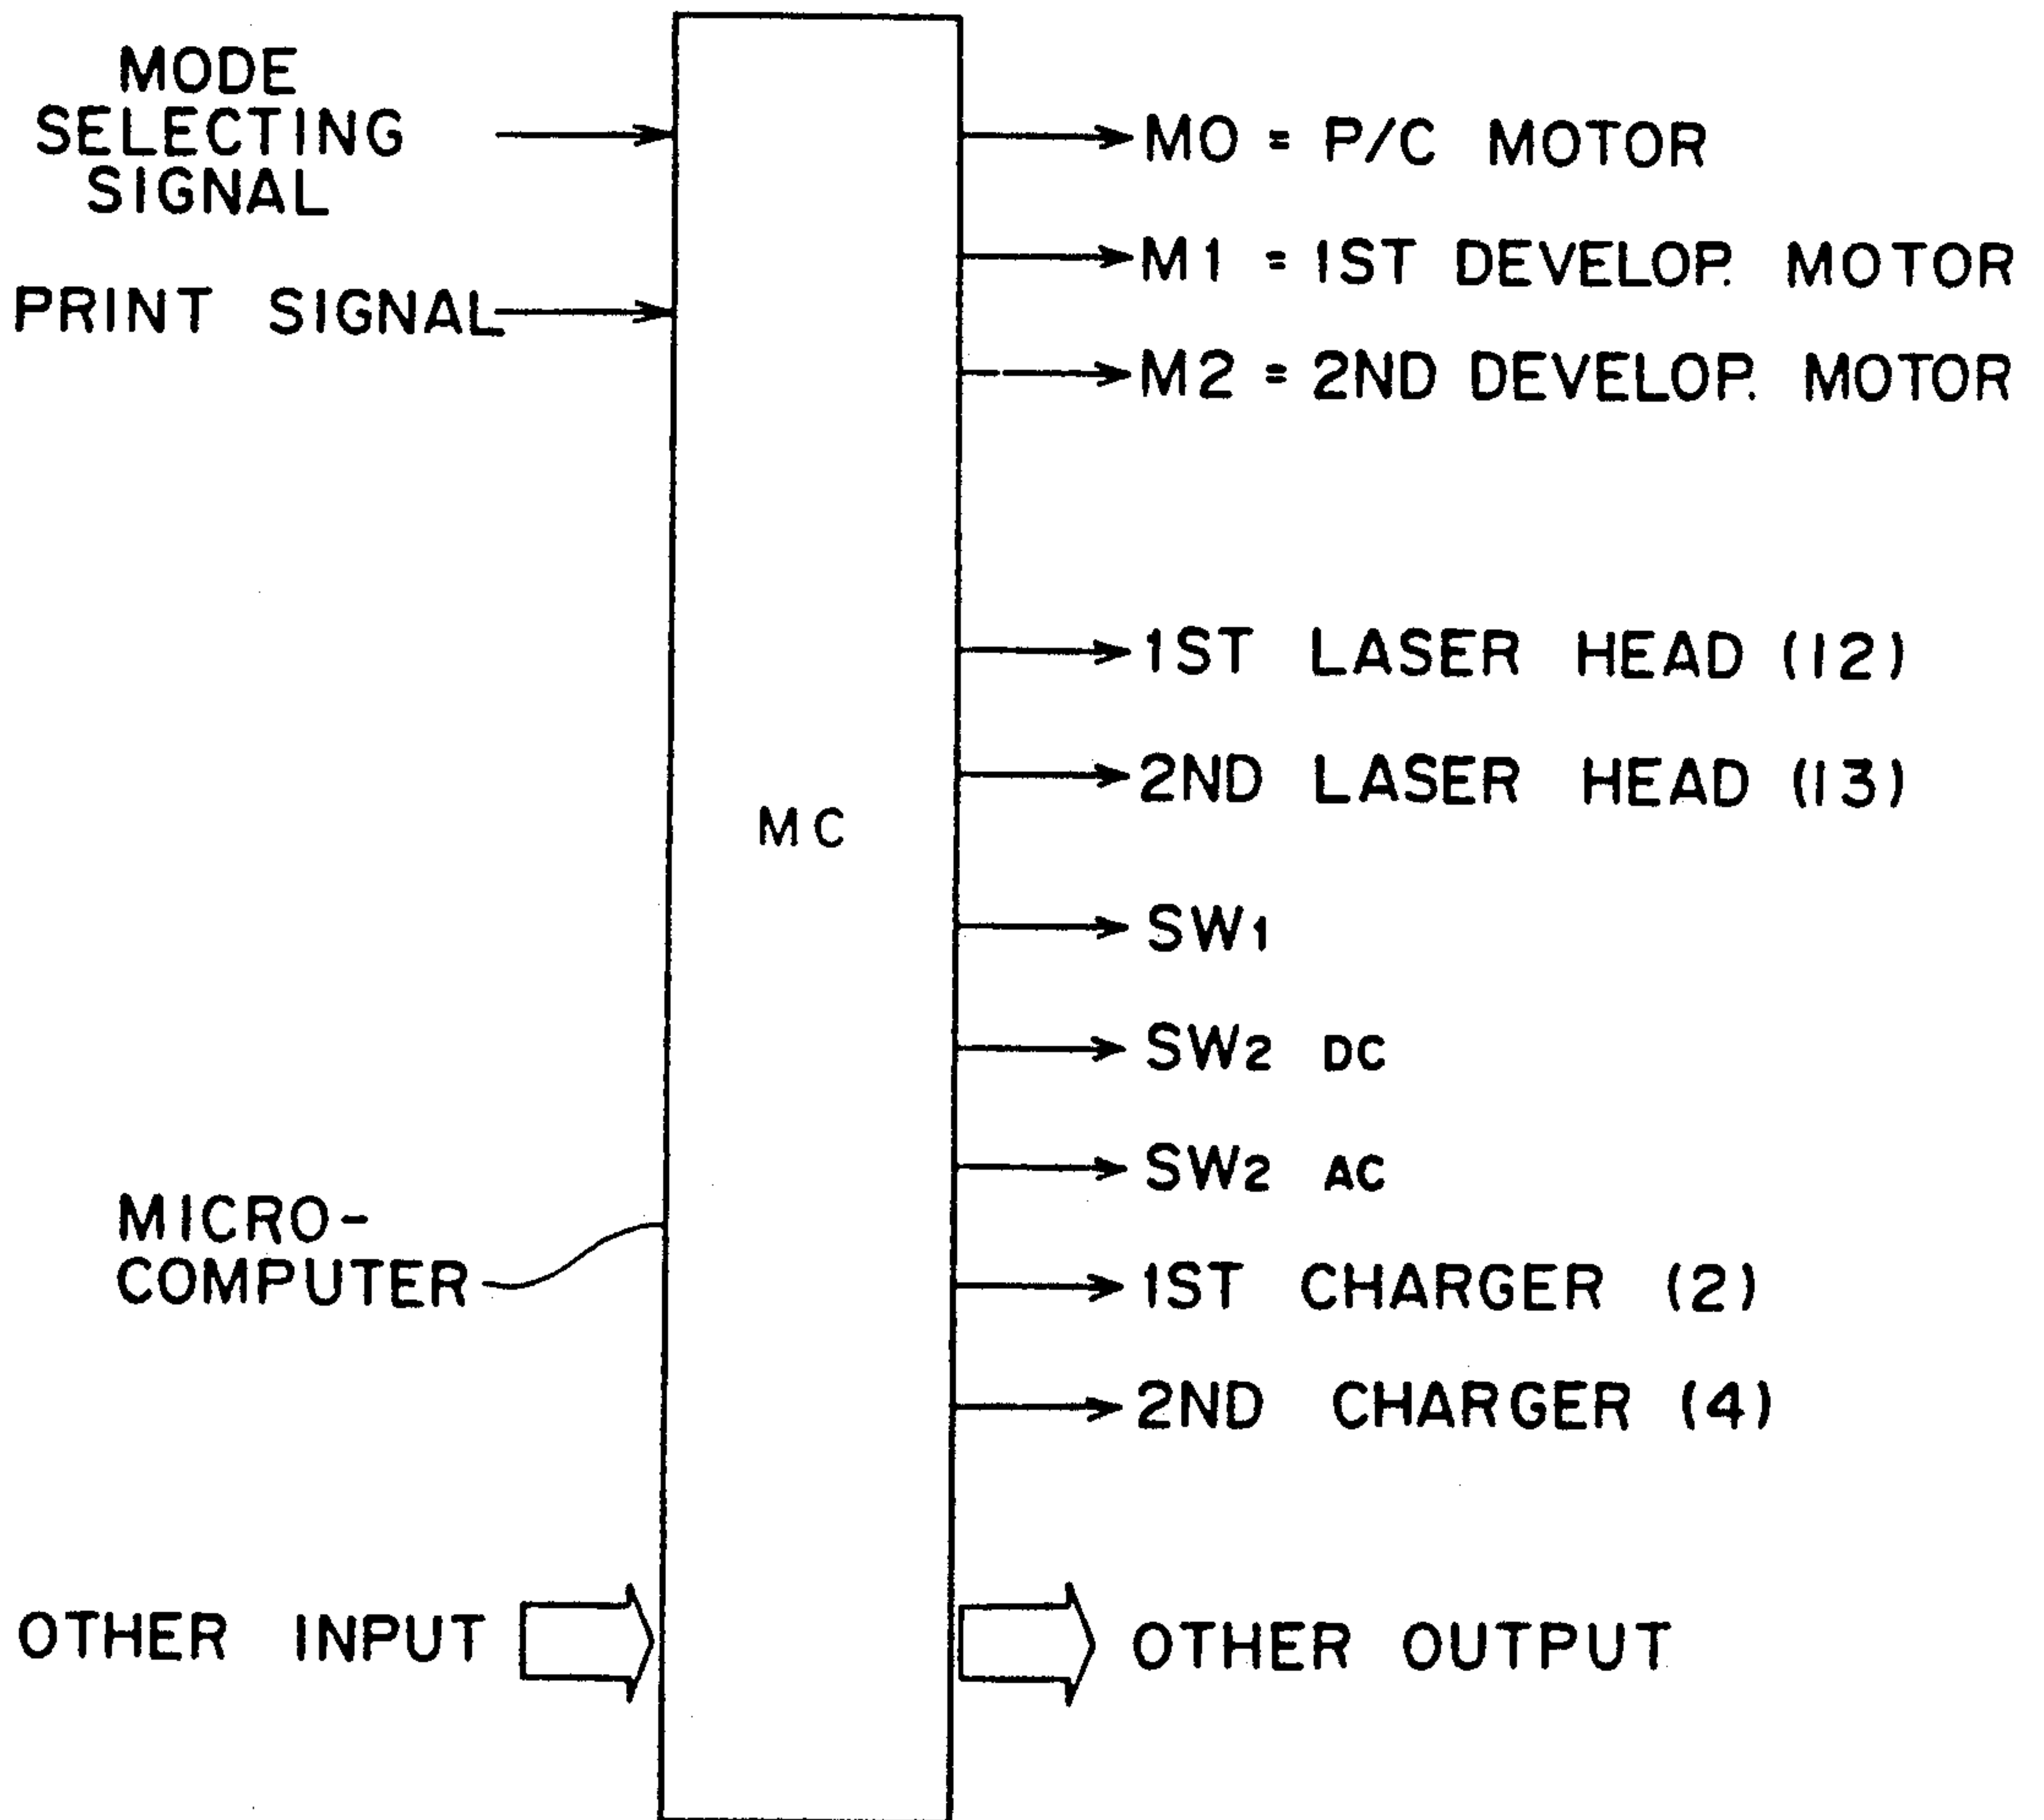 MODE
SELECTING
SIGNAL
PRINT SIGNAL
MC
MICRO-
COMPUTER
OTHER INPUT
MO = P/C MOTOR
M1 = 1ST DEVELOP. MOTOR
M2 = 2ND DEVELOP. MOTOR
1ST LASER HEAD (12)
2ND LASER HEAD (13)
SW1
SW2 DC
SW2 AC
1ST CHARGER (2)
2ND CHARGER (4)
OTHER OUTPUT